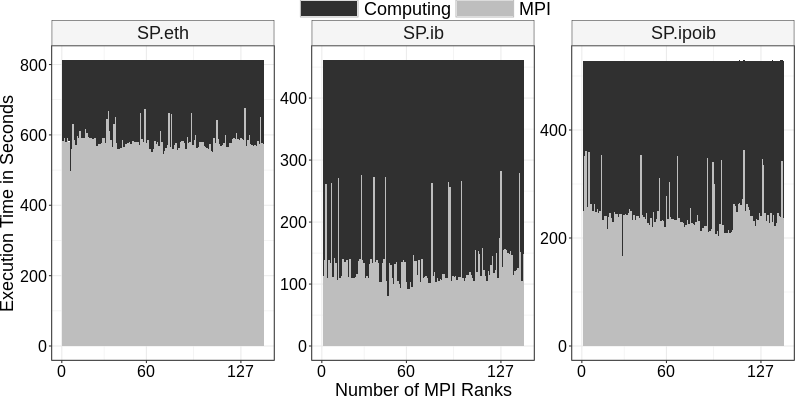 Computing MPI
SP.eth SP.ib SP.ipoib
Execution Time in Seconds
800
600
400
200
0
400
300
200
100
0
400
200
0
0 60 127 0 60 127 0 60 127
Number of MPI Ranks